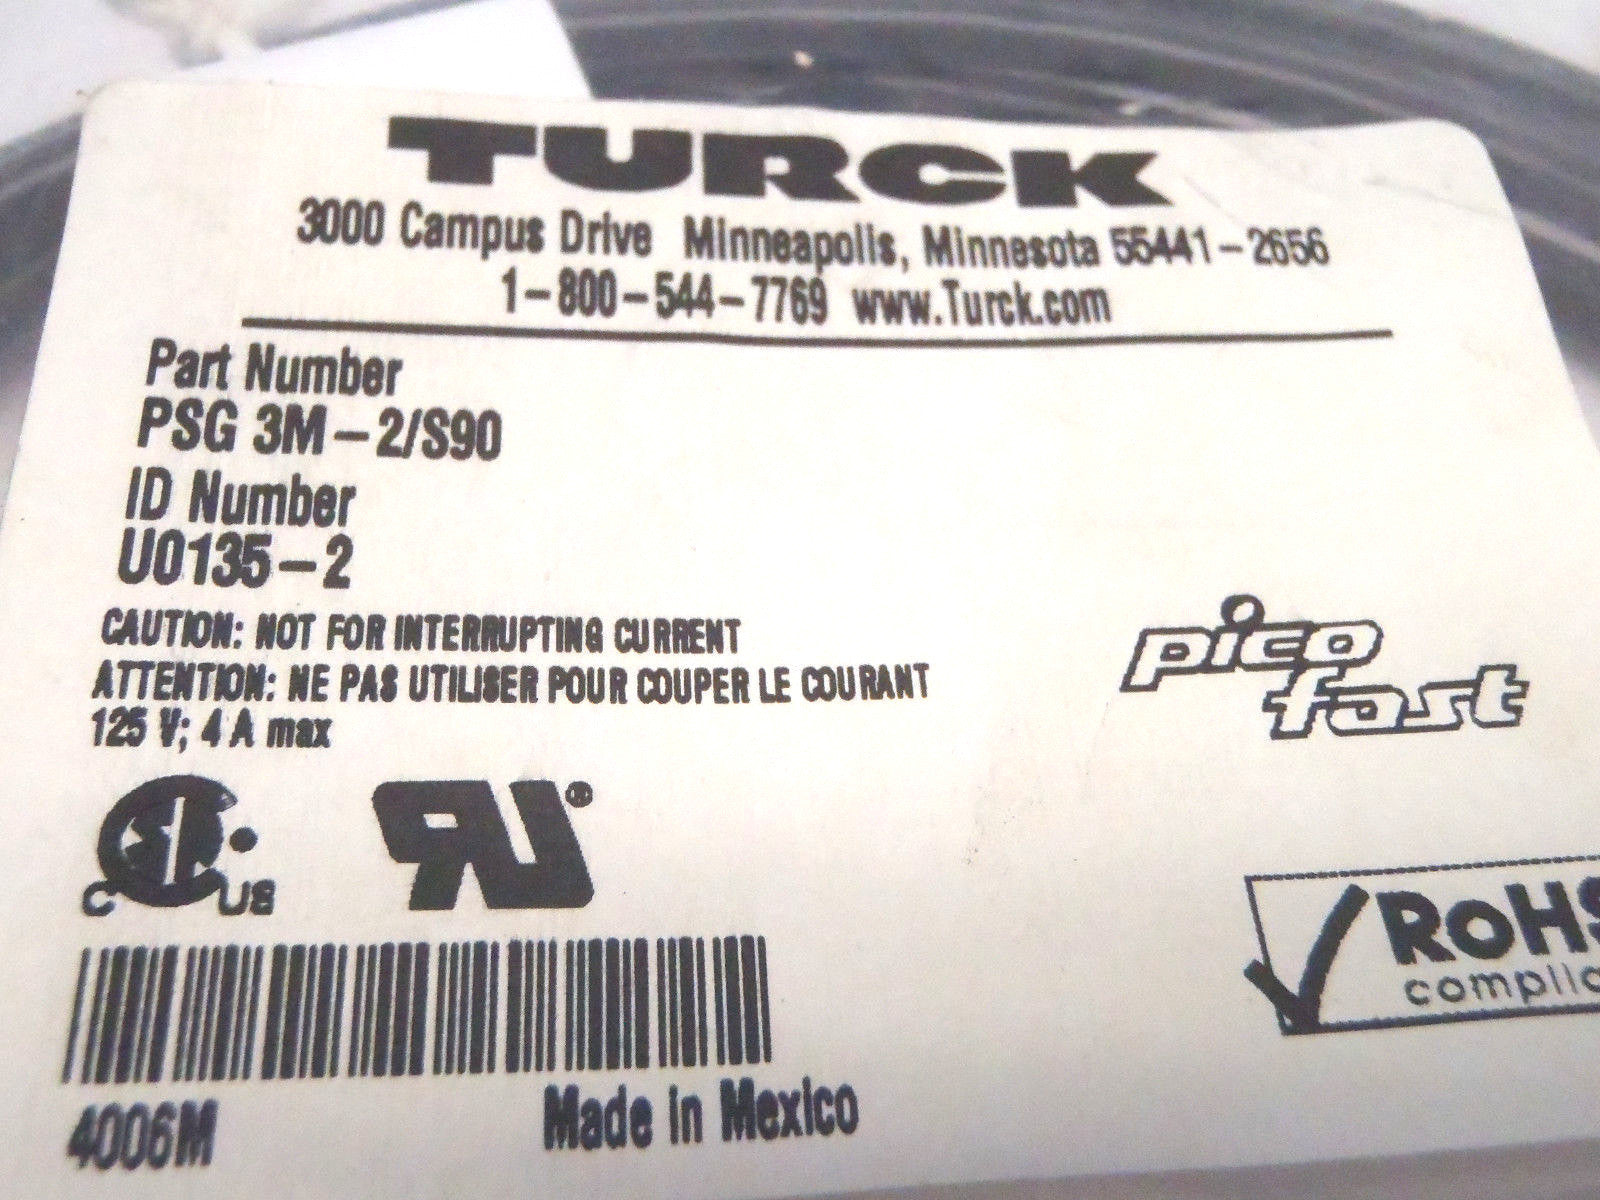 TURCK
3000 Campus Drive Minneapolis, Minnesota 55441-2656
1-800-544-7769 www.Turck.com
Part Number
PSG 3M-2/S90
ID Number
U0135-2
CAUTION: NOT FOR INTERRUPTING CURRENT
ATTENTION: NE PAS UTILISER POUR COUPER LE COURANT
125 V; 4 A max
pico
fast
C US
RU®
RoHS
4006M
Made in Mexico